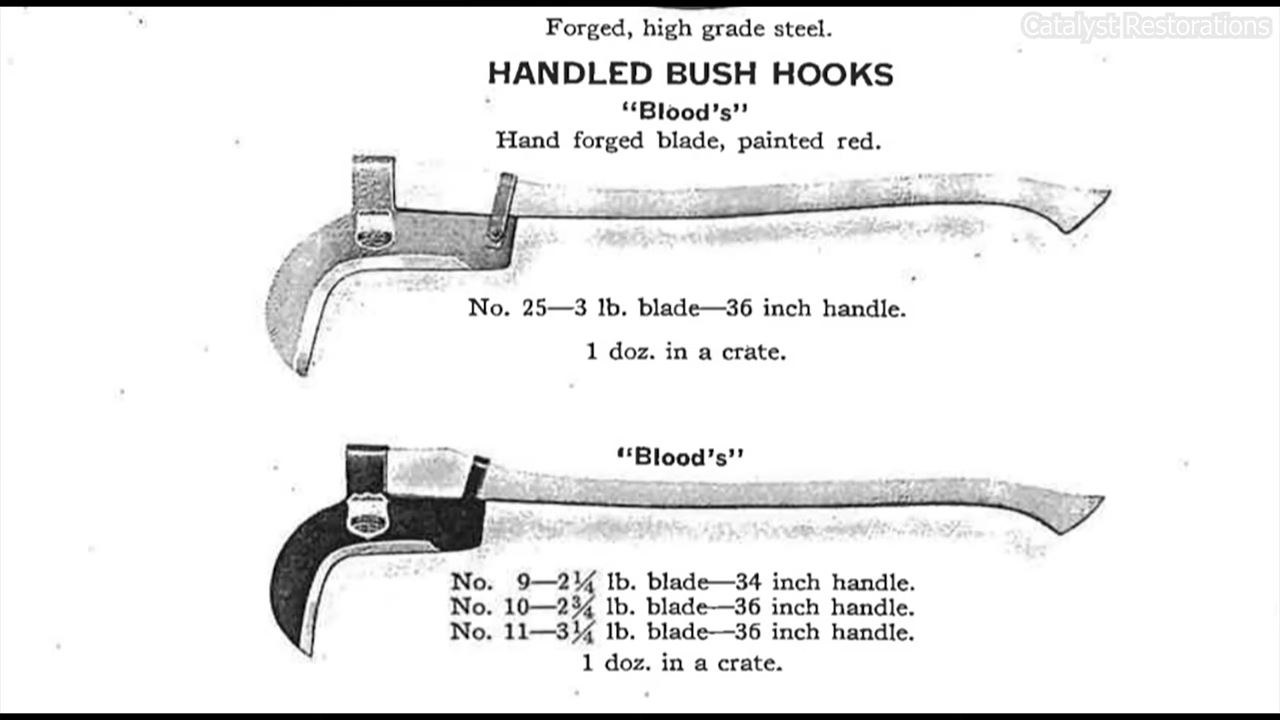 Catalyst Restorations
Forged, high grade steel.
HANDLED BUSH HOOKS
“Blood's”
Hand forged blade, painted red.
No. 25—3 lb. blade—36 inch handle.
1 doz. in a crate.
“Blood's”
No. 9—2¼ lb. blade—34 inch handle.
No. 10—2¾ lb. blade—36 inch handle.
No. 11—3¼ lb. blade—36 inch handle.
1 doz. in a crate.